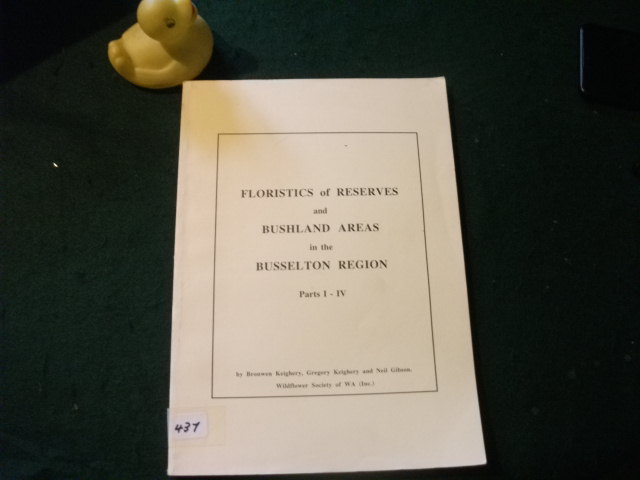 FLORISTICS of RESERVES
and
BUSHLAND AREAS
in the
BUSSELTON REGION
Parts I - IV
by Brouwen Keighery, Gregory Keighery and Neil Gibson.
Wildflower Society of WA (Inc.)
437